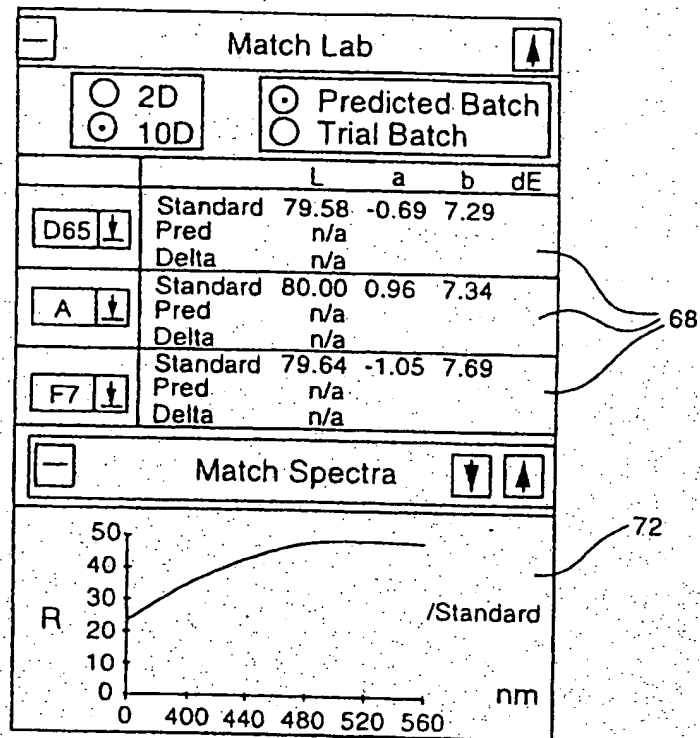 Match Lab
2D
10D
Predicted Batch
Trial Batch
L a b dE
D65
Standard 79.58 -0.69 7.29
Pred n/a
Delta n/a
A
Standard 80.00 0.96 7.34
Pred n/a
Delta n/a
F7
Standard 79.64 -1.05 7.69
Pred n/a
Delta n/a
68
Match Spectra
72
50
40
30
R
20
10
0
/Standard
nm
0 400 440 480 520 560